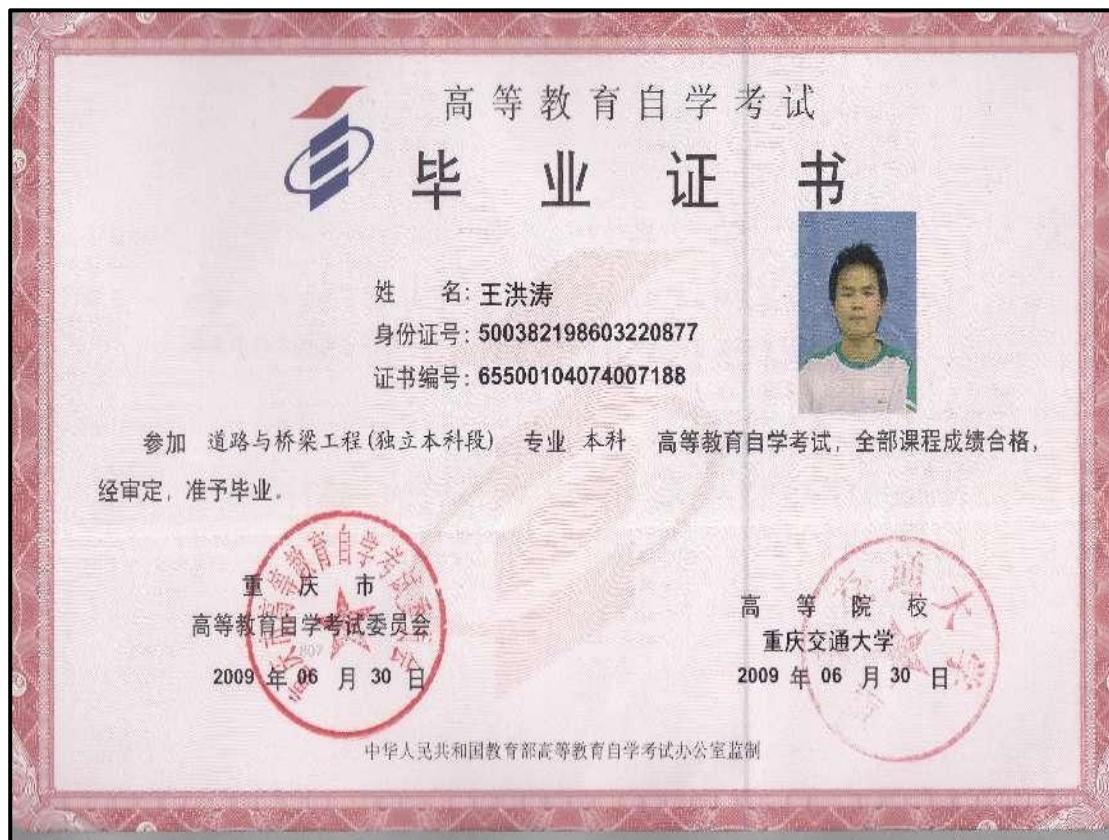 高等教育自学考试
毕业证书
姓 名: 王洪涛
身份证号: 500382198603220877
证书编号: 65500104074007188
参加 道路与桥梁工程(独立本科段) 专业 本科 高等教育自学考试, 全部课程成绩合格,
经审定, 准予毕业。
重庆市
高等教育自学考试委员会
2009 年 06 月 30 日
高等院校
重庆交通大学
2009 年 06 月 30 日
中华人民共和国教育部高等教育自学考试办公室监制